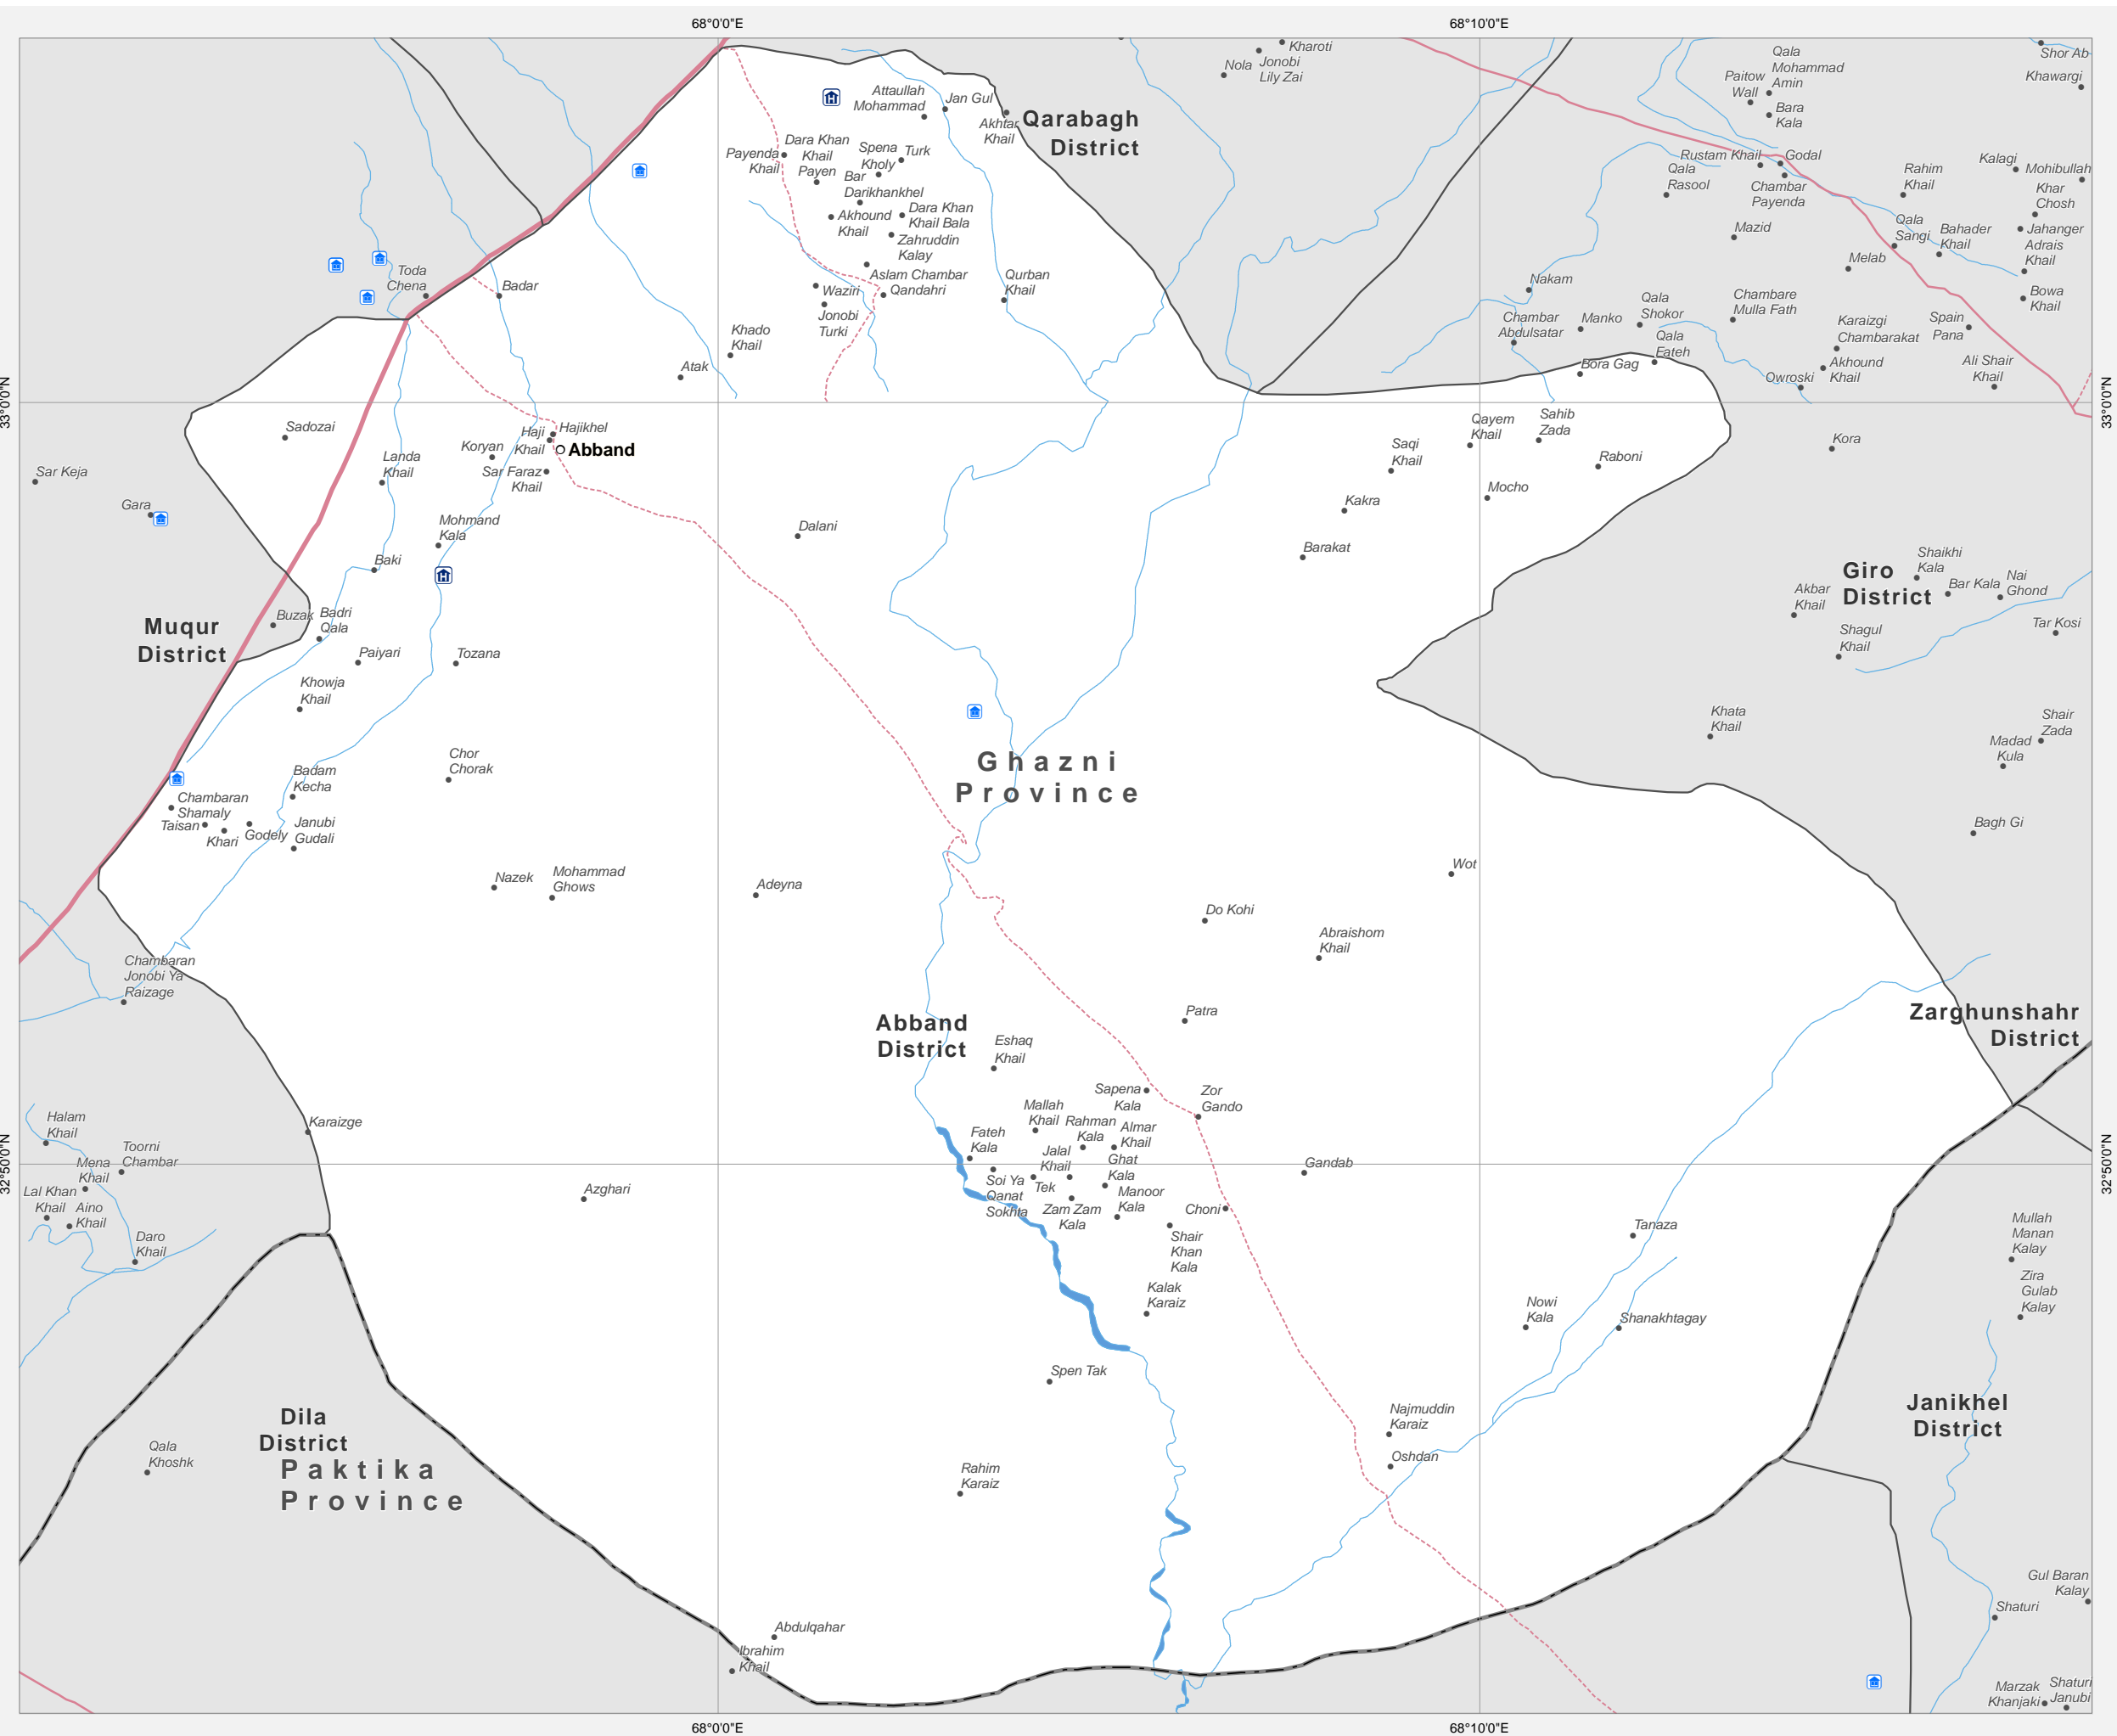 68°0'0"E
68°10'0"E
Kharoti
Nola
Jonobi
Lily Zai
Qala
Mohammad
Amin
Paitow
Wall
Bara
Kala
Shor Ab
Khawargi
Attaullah
Mohammad
Jan Gul
Akhtar
Khail
Qarabagh
District
Payenda
Khail
Dara Khan
Khail
Payen
Spena
Kholy
Turk
Bar
Darikhankhel
Akhound
Khail
Dara Khan
Khail Bala
Zahruddin
Kalay
Rustam Khail
Godal
Qala
Rasool
Chambar
Payenda
Rahim
Khail
Kalagi
Mohibullah
Khar
Chosh
Mazid
Qala
Sangi
Bahader
Khail
Jahanger
Adrais
Khail
Melab
Bowa
Khail
Toda
Chena
Badar
Aslam Chambar
Qandahri
Waziri
Jonobi
Turki
Qurban
Khail
Khado
Khail
Atak
Nakam
Chambar
Abdulsatar
Manko
Qala
Shokor
Qala
Fateh
Chambare
Mulla Fath
Karaizgi
Chambarakat
Spain
Pana
Bora Gag
Owroski
Akhound
Khail
Ali Shair
Khail
33°0'0"N
33°0'0"N
Sadozai
Haji
Khail
Hajikhel
Abband
Koryan
Sar Faraz
Khail
Landa
Khail
Sar Keja
Gara
Saqi
Khail
Qayem
Khail
Sahib
Zada
Raboni
Kora
Mocho
Kakra
Barakat
Dalani
Mohmand
Kala
Baki
Muqur
District
Buzak
Badri
Qala
Paiyari
Tozana
Khowja
Khail
Giro
District
Shaikhi
Kala
Bar Kala
Nai
Ghond
Akbar
Khail
Shagul
Khail
Tar Kosi
Khata
Khail
Shair
Zada
Madad
Kula
Bagh Gi
Ghazni
Province
Chor
Chorak
Badam
Kecha
Chambaran
Shamaly
Taisan
Khari
Godely
Janubi
Gudali
Nazek
Mohammad
Ghows
Adeyna
Wot
Do Kohi
Abraishom
Khail
Chambaran
Jonobi Ya
Raizage
Patra
Zarghunshahr
District
Abband
District
Eshaq
Khail
Sapena
Kala
Zor
Gando
Mallah
Khail
Rahman
Kala
Almar
Khail
Fateh
Kala
Jalal
Khail
Ghat
Kala
Soi Ya
Qanat
Sokhta
Tek
Zam Zam
Kala
Manoor
Kala
Choni
Gandab
Shair
Khan
Kala
Kalak
Karaiz
32°50'0"N
32°50'0"N
Karaizge
Halam
Khail
Toorni
Chambar
Mena
Khail
Lal Khan
Khail
Aino
Khail
Daro
Khail
Azghari
Tanaza
Nowi
Kala
Shanakhtagay
Mullah
Manan
Kalay
Zira
Gulab
Kalay
Spen Tak
Najmuddin
Karaiz
Oshdan
Janikhel
District
Dila
District
Paktika
Province
Qala
Khoshk
Rahim
Karaiz
Gul Baran
Kalay
Shaturi
Abdulqahar
Ibrahim
Khail
Marzak
Khanjaki
Shaturi
Janubi
68°0'0"E
68°10'0"E